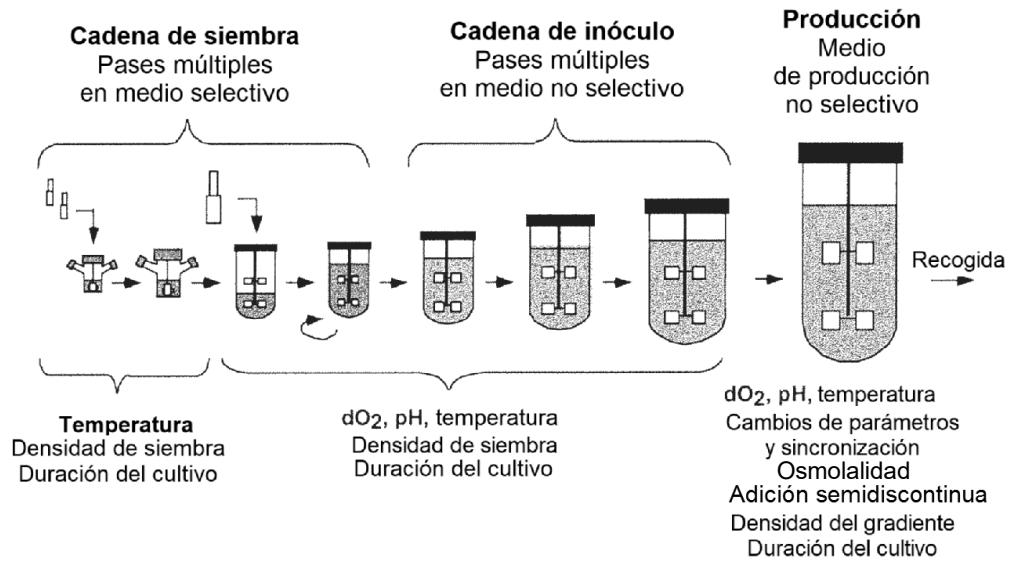 Cadena de siembra
Pases múltiples
en medio selectivo
Cadena de inóculo
Pases múltiples
en medio no selectivo
Producción
Medio
de producción
no selectivo
Recogida
Temperatura
Densidad de siembra
Duración del cultivo
dO2, pH, temperatura
Densidad de siembra
Duración del cultivo
dO2, pH, temperatura
Cambios de parámetros
y sincronización
Osmolalidad
Adición semidiscontinua
Densidad del gradiente
Duración del cultivo